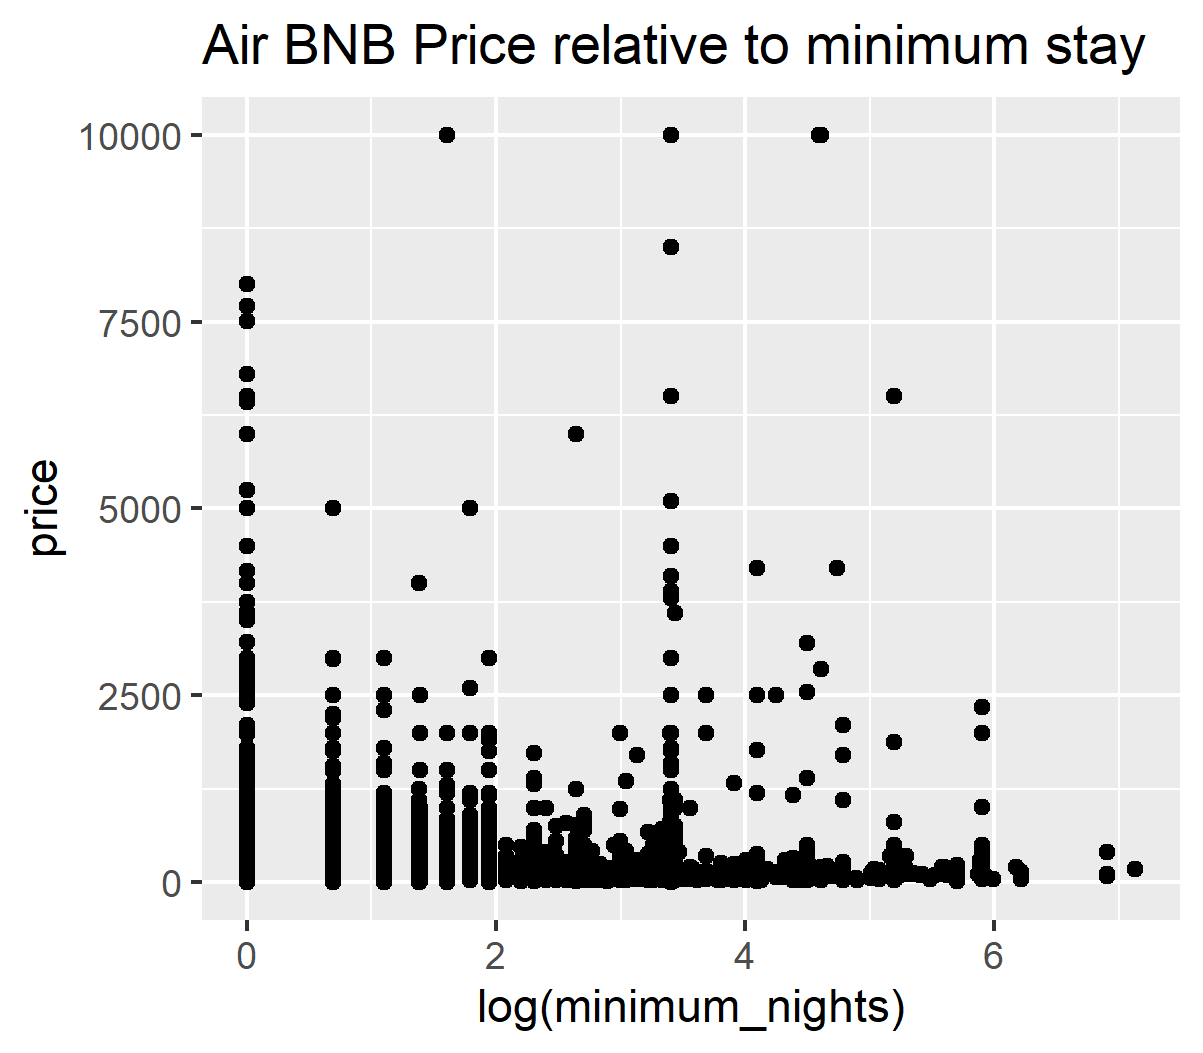 Air BNB Price relative to minimum stay
10000
7500
5000
2500
0
price
0 2 4 6
log(minimum_nights)